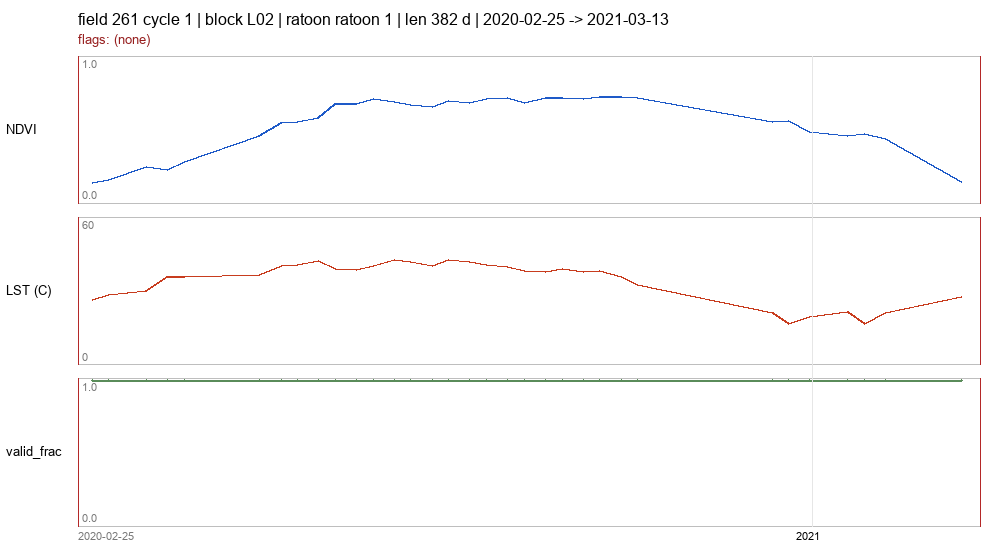 field 261 cycle 1 | block L02 | ratoon ratoon 1 | len 382 d | 2020-02-25 -> 2021-03-13
flags: (none)
1.0
NDVI
0.0
60
LST (C)
0
1.0
valid_frac
0.0
2020-02-25 2021